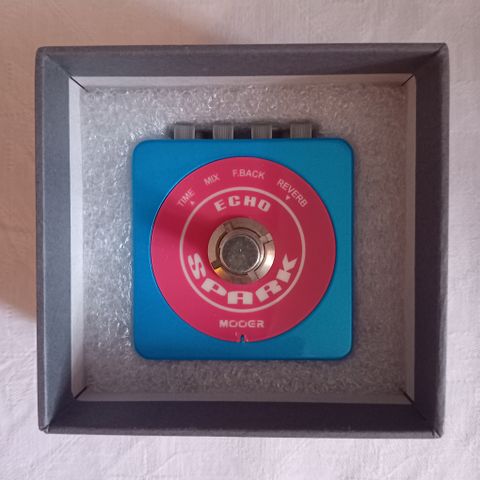 TIME MIX F.BACK REVERB
ECHO
SPARK
MOOER